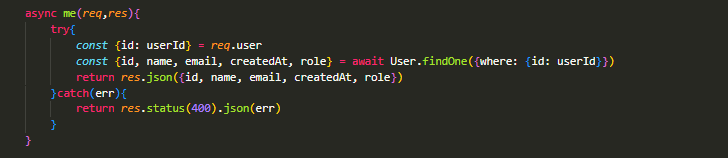 async me(req,res){
try{
const {id: userId} = req.user
const {id, name, email, createdAt, role} = await User.findOne({where: {id: userId}})
return res.json({id, name, email, createdAt, role})
}catch(err){
return res.status(400).json(err)
}
}